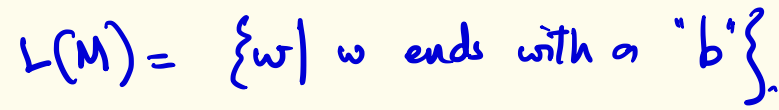 L(M) = {w| w ends with a "b"}.